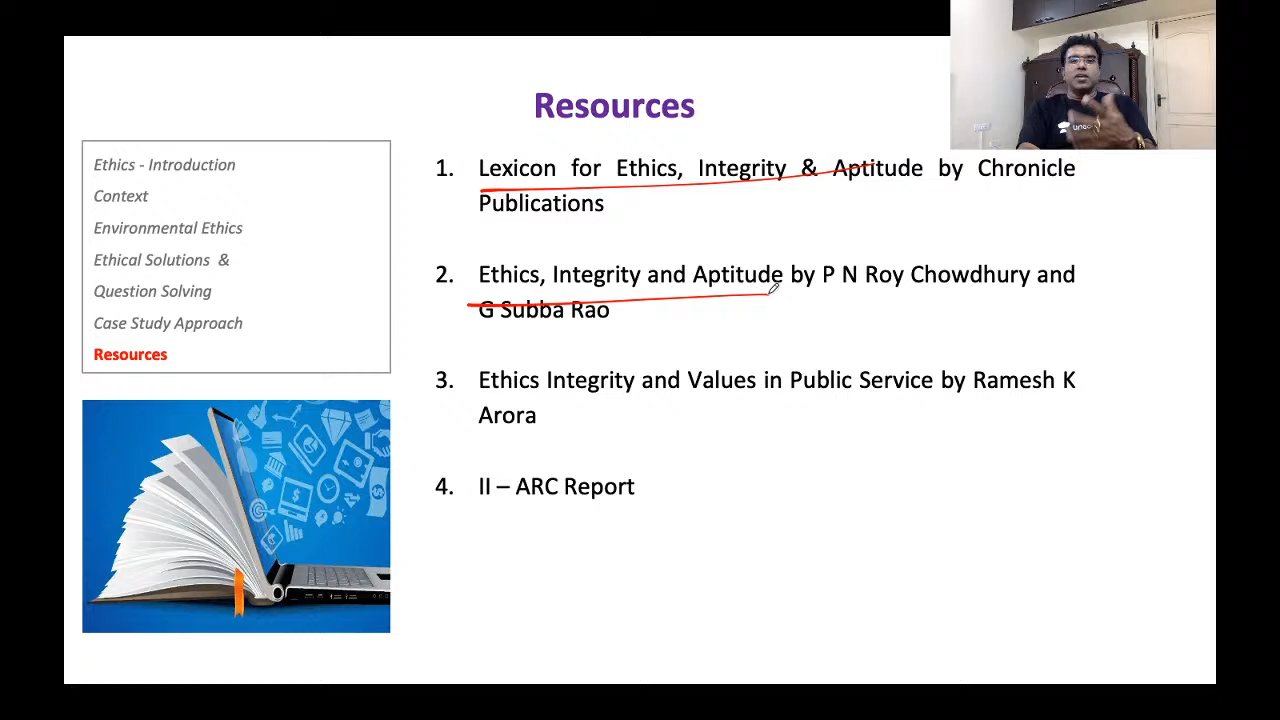 Resources
Ethics - Introduction
Context
Environmental Ethics
Ethical Solutions &
Question Solving
Case Study Approach
Resources
1. Lexicon for Ethics, Integrity & Aptitude by Chronicle
Publications
2. Ethics, Integrity and Aptitude by P N Roy Chowdhury and
G Subba Rao
3. Ethics Integrity and Values in Public Service by Ramesh K
Arora
4. II – ARC Report